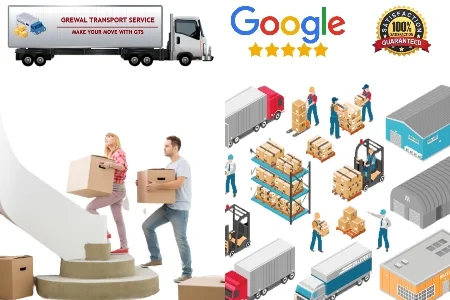 GREWAL TRANSPORT SERVICE
MAKE YOUR MOVE WITH GTS
Google
SATISFACTION
100%
GUARANTEED